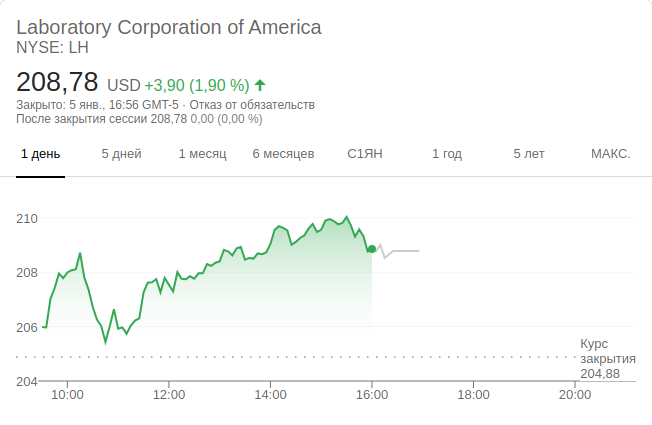 Laboratory Corporation of America
NYSE: LH
208,78 USD +3,90 (1,90 %)
Закрыто: 5 янв., 16:56 GMT-5 · Отказ от обязательств
После закрытия сессии 208,78 0,00 (0,00 %)
1 день 5 дней 1 месяц 6 месяцев С1ЯН 1 год 5 лет МАКС.
210
208
206
Курс
закрытия
204,88
204
10:00 12:00 14:00 16:00 18:00 20:00